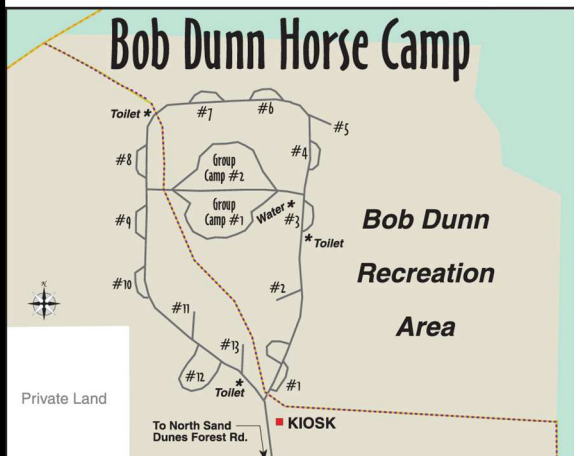 Bob Dunn Horse Camp
Toilet *
#7
#6
#5
#8
Group
Camp #2
#4
Group
Camp #1
Water *
#3
#9
* Toilet
Bob Dunn
Recreation
Area
N
#10
#2
#11
#13
#12
*
Toilet
#1
Private Land
To North Sand
Dunes Forest Rd.
KIOSK